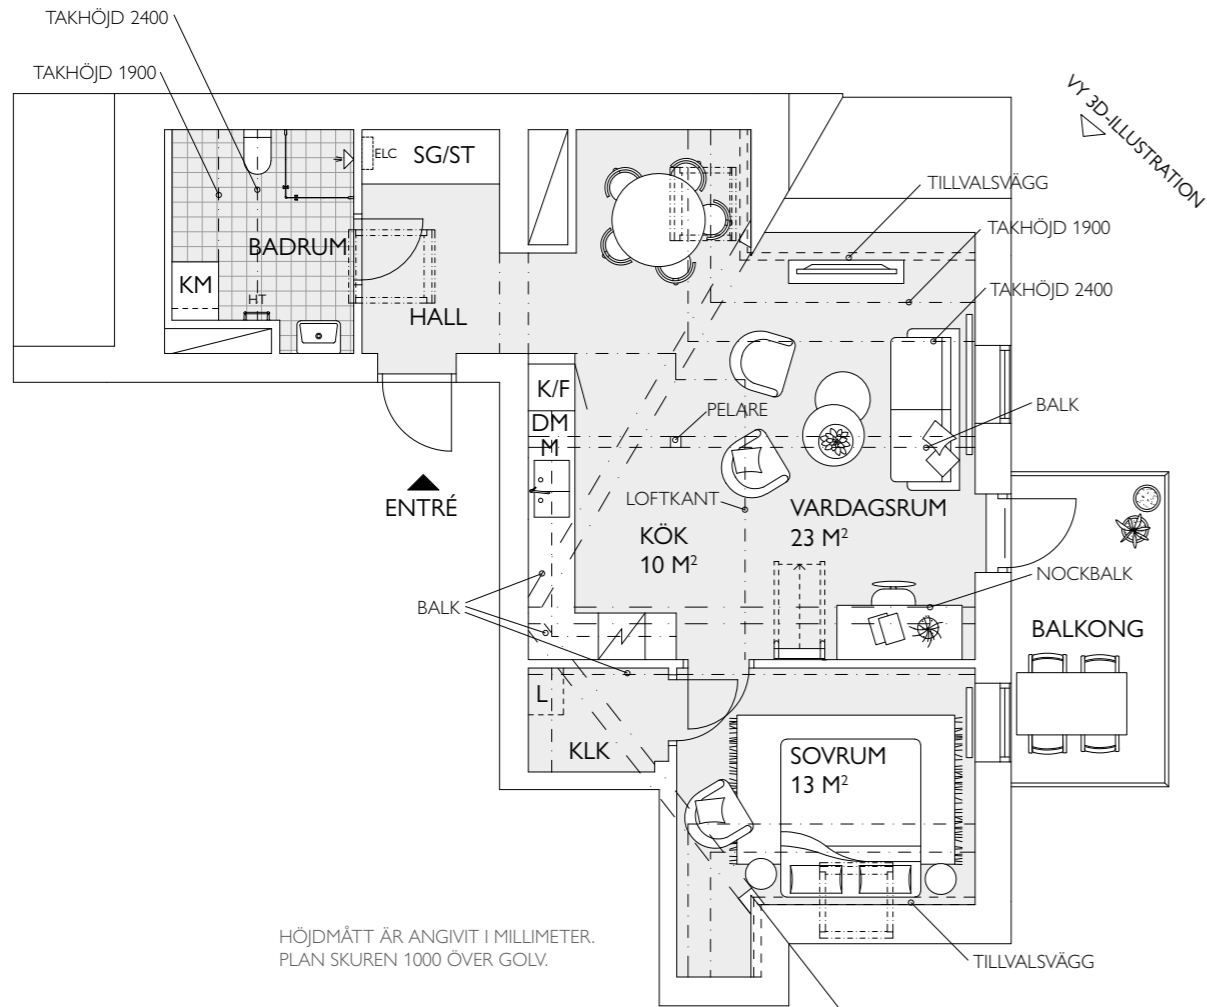 TAKHÖJD 2400
TAKHÖJD 1900
VY 3D-ILLUSTRATION
ELC
SG/ST
TILLVALSVÄGG
TAKHÖJD 1900
BADRUM
KM
HT
HALL
TAKHÖJD 2400
K/F
DM
M
PELARE
BALK
ENTRÉ
LOFTKANT
VARDAGSRUM
23 M²
KÖK
10 M²
NOCKBALK
BALK
BALKONG
L
KLK
SOVRUM
13 M²
HÖJDMÅTT ÄR ANGIVIT I MILLIMETER.
PLAN SKUREN 1000 ÖVER GOLV.
TILLVALSVÄGG